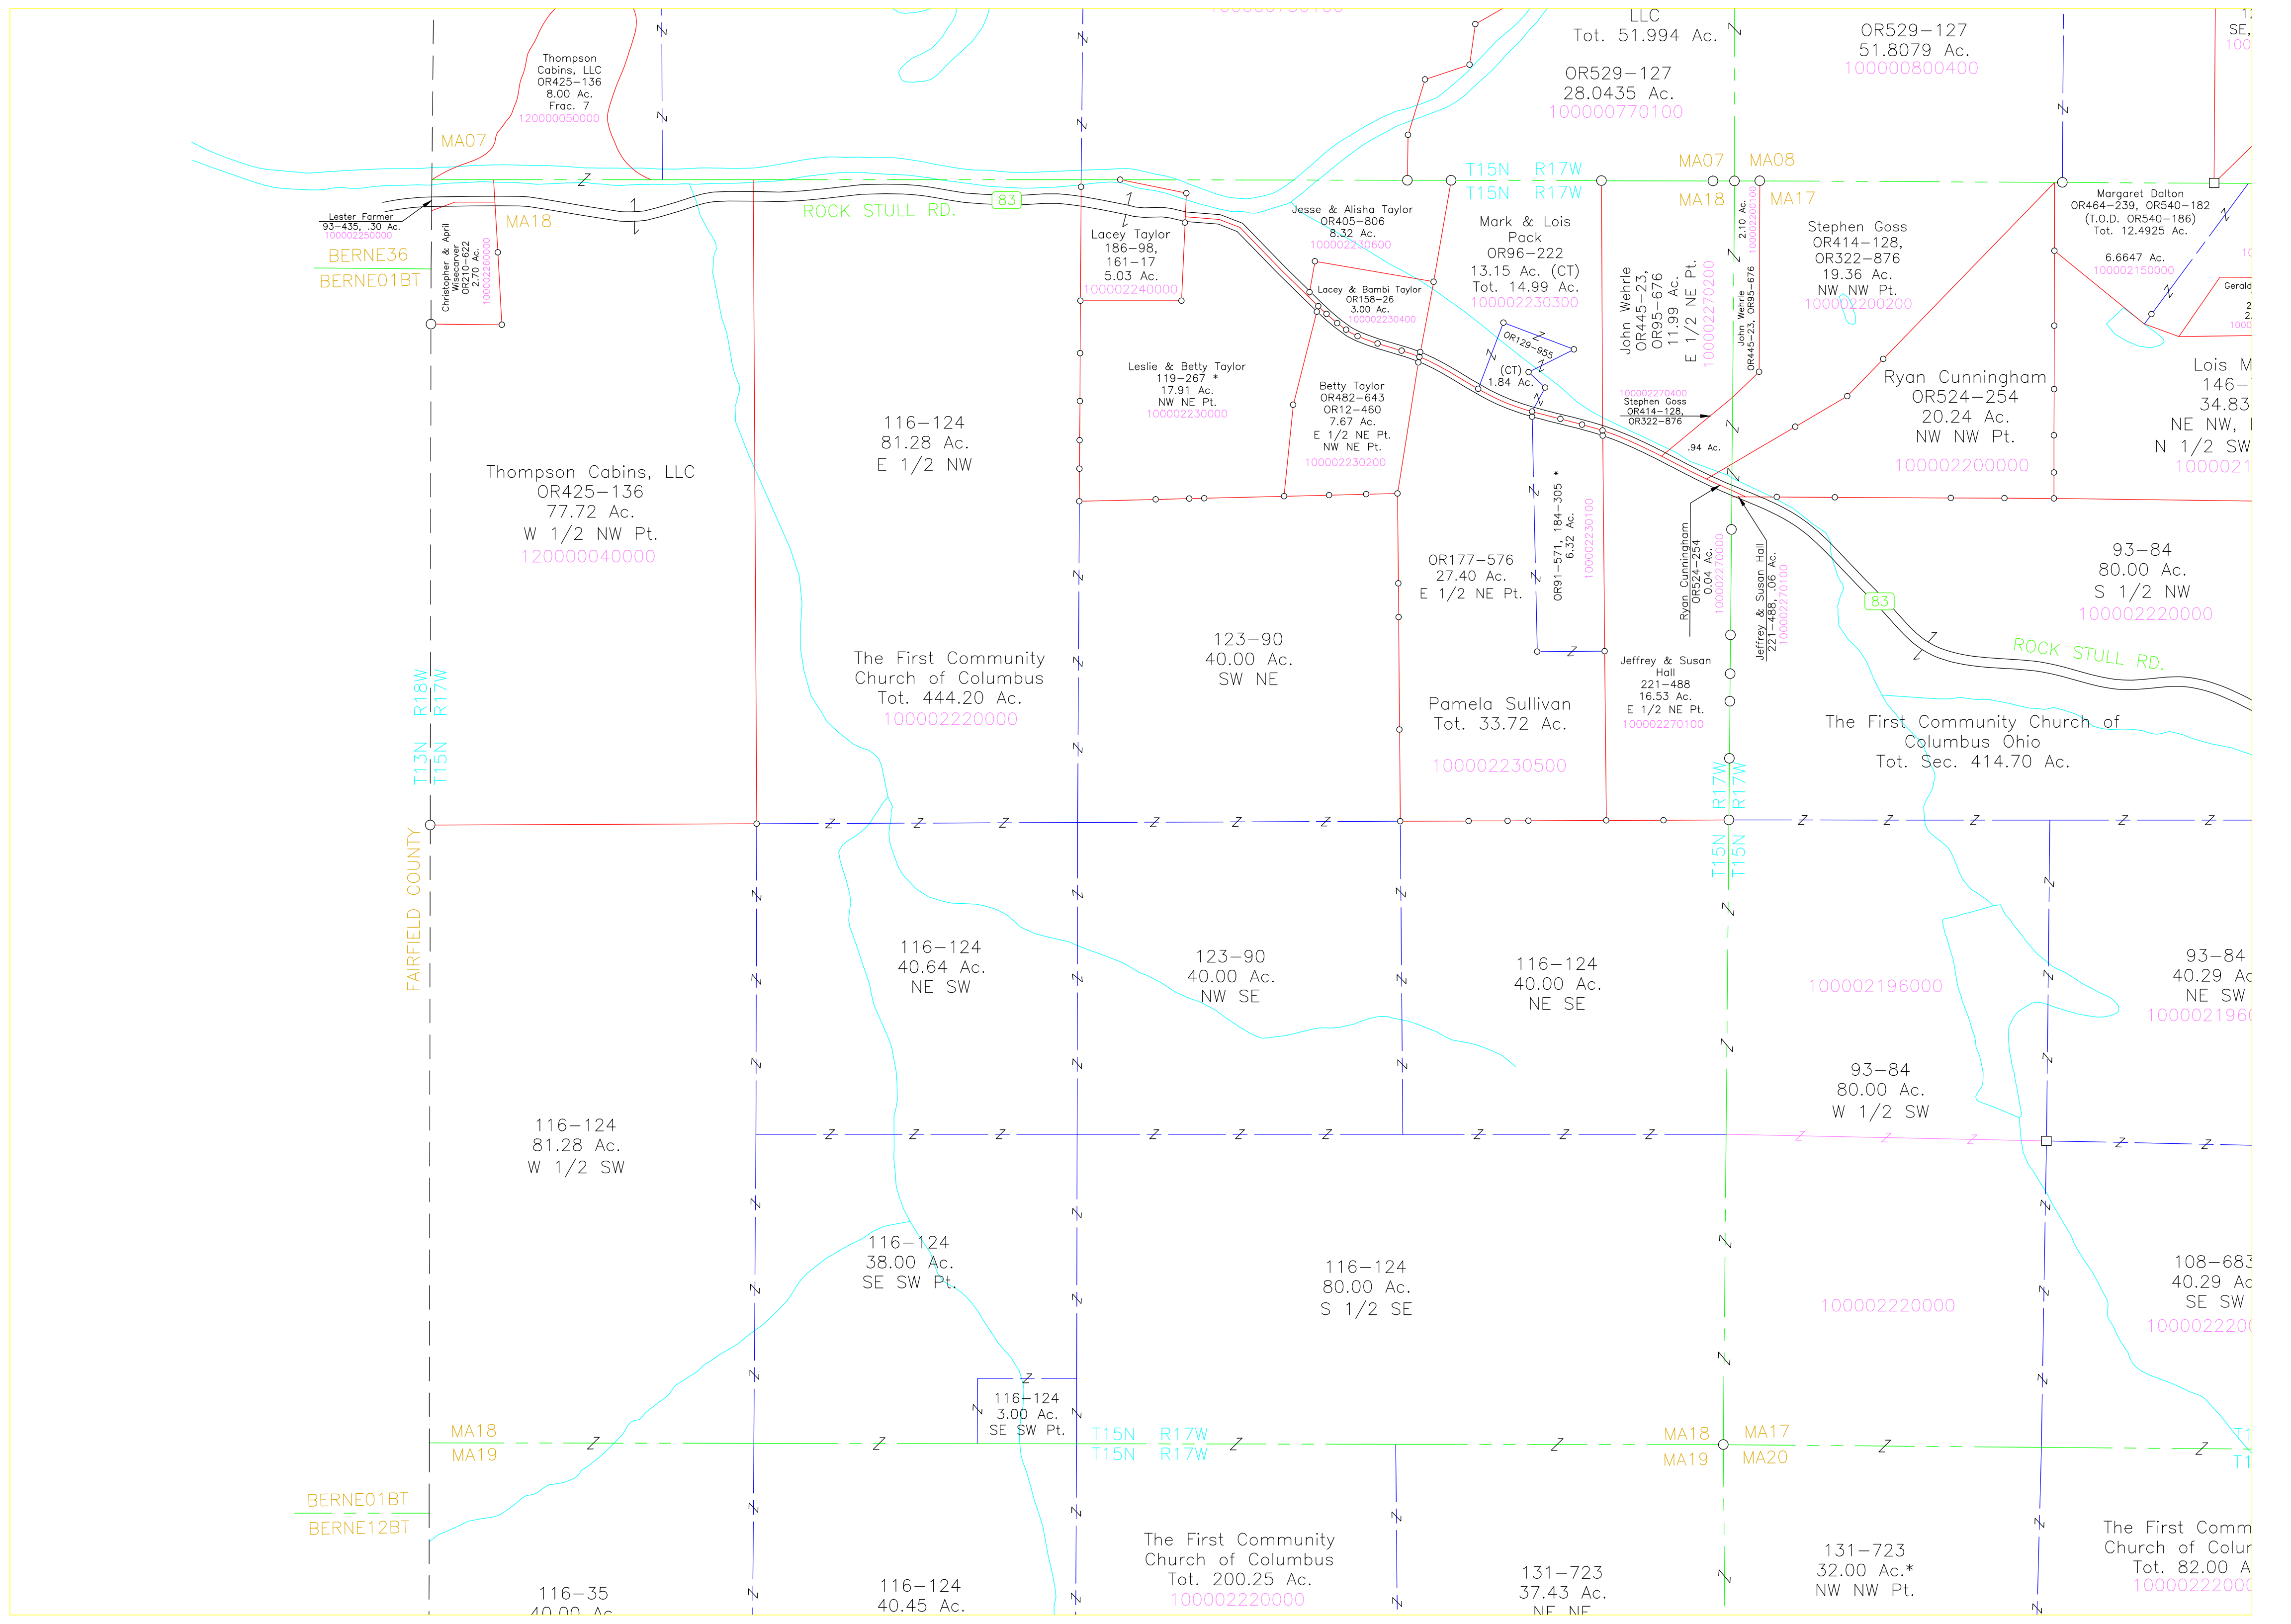 Thompson
Cabins, LLC
OR425-136
8.00 Ac.
Frac. 7
120000050000
LLC
Tot. 51.994 Ac.
OR529-127
28.0435 Ac.
100000770100
OR529-127
51.8079 Ac.
100000800400
SE,
MA07
T15N R17W
T15N R17W
MA07
MA18
MA08
MA17
Lester Farmer
93-435, .30 Ac.
100002250000
BERNE36
BERNE01BT
MA18
Christopher & April
Wisecarver
OR210-622
2.70 Ac.
100002260000
ROCK STULL RD.
83
Lacey Taylor
186-98,
161-17
5.03 Ac.
100002240000
Jesse & Alisha Taylor
OR405-806
8.32 Ac.
100002230600
Mark & Lois
Pack
OR96-222
13.15 Ac. (CT)
Tot. 14.99 Ac.
100002230300
John Wehrle
OR445-23,
OR95-676
11.99 Ac.
E 1/2 NE Pt.
100002270200
2.10 Ac.
100002200100
John Wehrle
OR445-23, OR95-676
Stephen Goss
OR414-128,
OR322-876
19.36 Ac.
NW NW Pt.
100002200200
Margaret Dalton
OR464-239, OR540-182
(T.O.D. OR540-186)
Tot. 12.4925 Ac.
6.6647 Ac.
100002150000
Gerald
Lacey & Bambi Taylor
OR158-26
3.00 Ac.
100002230400
OR129-955
(CT)
1.84 Ac.
Leslie & Betty Taylor
119-267 *
17.91 Ac.
NW NE Pt.
100002230000
Betty Taylor
OR482-643
OR12-460
7.67 Ac.
E 1/2 NE Pt.
NW NE Pt.
100002230200
100002270400
Stephen Goss
OR414-128,
OR322-876
.94 Ac.
Ryan Cunningham
OR524-254
20.24 Ac.
NW NW Pt.
100002200000
Lois M
146-
34.83
NE NW,
N 1/2 SW
100002 1
116-124
81.28 Ac.
E 1/2 NW
Thompson Cabins, LLC
OR425-136
77.72 Ac.
W 1/2 NW Pt.
120000040000
OR91-571, 184-305 *
6.32 Ac.
100002230100
OR177-576
27.40 Ac.
E 1/2 NE Pt.
Ryan Cunningham
OR524-254
0.04 Ac.
100002270000
Jeffrey & Susan Hall
221-488, .06 Ac.
100002270100
83
93-84
80.00 Ac.
S 1/2 NW
100002220000
ROCK STULL RD.
123-90
40.00 Ac.
SW NE
The First Community
Church of Columbus
Tot. 444.20 Ac.
100002220000
Jeffrey & Susan
Hall
221-488
16.53 Ac.
E 1/2 NE Pt.
100002270100
Pamela Sullivan
Tot. 33.72 Ac.
100002230500
The First Community Church of
Columbus Ohio
Tot. Sec. 414.70 Ac.
T13N R18W
T15N R17W
T15N R17W
T15N R17W
FAIRFIELD COUNTY
116-124
40.64 Ac.
NE SW
123-90
40.00 Ac.
NW SE
116-124
40.00 Ac.
NE SE
100002196000
93-84
40.29 Ac
NE SW
1000021960
93-84
80.00 Ac.
W 1/2 SW
116-124
81.28 Ac.
W 1/2 SW
116-124
38.00 Ac.
SE SW Pt.
116-124
80.00 Ac.
S 1/2 SE
100002220000
108-683
40.29 Ac
SE SW
1000022200
116-124
3.00 Ac.
SE SW Pt.
MA18
MA19
T15N R17W
T15N R17W
MA18
MA19
MA17
MA20
T1
T1
BERNE01BT
BERNE12BT
The First Community
Church of Columbus
Tot. 200.25 Ac.
100002220000
131-723
37.43 Ac.
NE NE
131-723
32.00 Ac.*
NW NW Pt.
The First Comm
Church of Colu
Tot. 82.00 A
10000222000
116-35
40.00 Ac.
116-124
40.45 Ac.